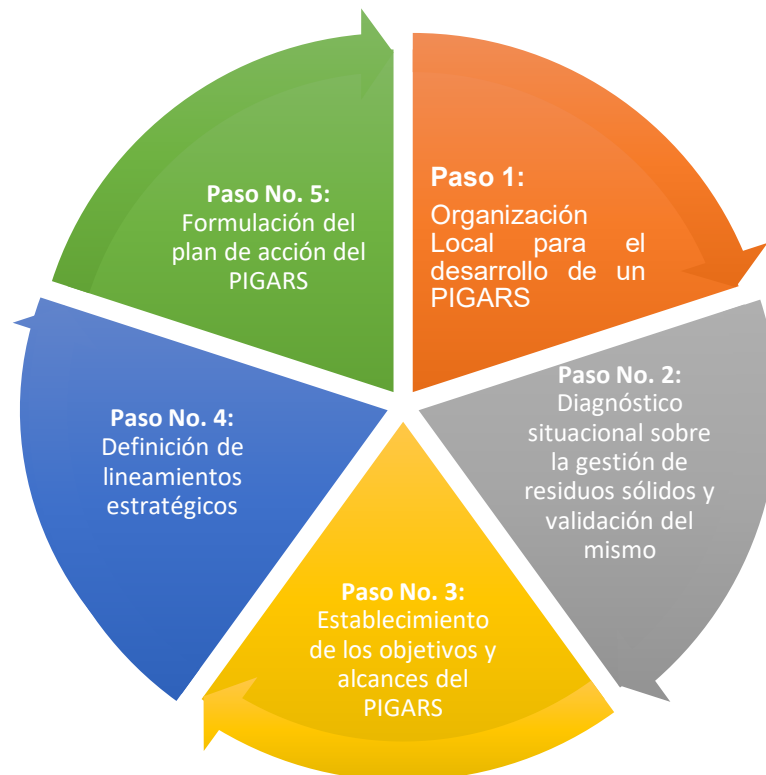 Paso 1:
Organización
Local para el
desarrollo de un
PIGARS
Paso No. 2:
Diagnóstico
situacional sobre
la gestión de
residuos sólidos y
validación del
mismo
Paso No. 3:
Establecimiento
de los objetivos y
alcances del
PIGARS
Paso No. 4:
Definición de
lineamientos
estratégicos
Paso No. 5:
Formulación del
plan de acción del
PIGARS